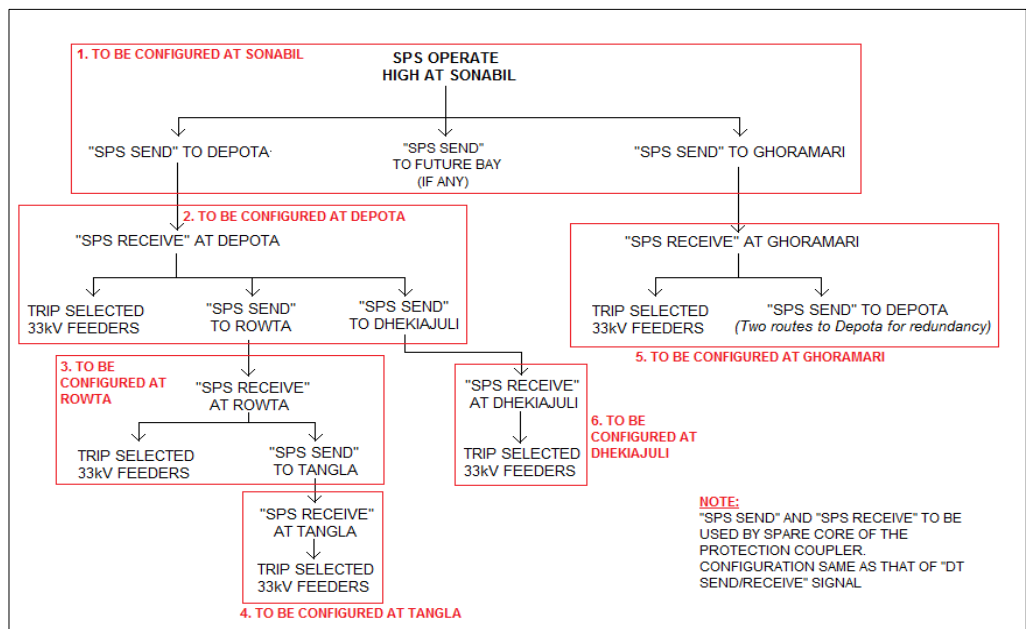 1. TO BE CONFIGURED AT SONABIL
SPS OPERATE
HIGH AT SONABIL
"SPS SEND" TO DEPOTA
"SPS SEND"
TO FUTURE BAY
(IF ANY)
"SPS SEND" TO GHORAMARI
2. TO BE CONFIGURED AT DEPOTA
"SPS RECEIVE" AT DEPOTA
TRIP SELECTED
33kV FEEDERS
"SPS SEND"
TO ROWTA
"SPS SEND"
TO DHEKIAJULI
"SPS RECEIVE" AT GHORAMARI
TRIP SELECTED
33kV FEEDERS
"SPS SEND" TO DEPOTA
(Two routes to Depota for redundancy)
5. TO BE CONFIGURED AT GHORAMARI
3. TO BE
CONFIGURED AT
ROWTA
"SPS RECEIVE"
AT ROWTA
TRIP SELECTED
33kV FEEDERS
"SPS SEND"
TO TANGLA
"SPS RECEIVE"
AT DHEKIAJULI
TRIP SELECTED
33kV FEEDERS
6. TO BE
CONFIGURED AT
DHEKIAJULI
"SPS RECEIVE"
AT TANGLA
TRIP SELECTED
33kV FEEDERS
4. TO BE CONFIGURED AT TANGLA
NOTE:
"SPS SEND" AND "SPS RECEIVE" TO BE
USED BY SPARE CORE OF THE
PROTECTION COUPLER.
CONFIGURATION SAME AS THAT OF "DT
SEND/RECEIVE" SIGNAL